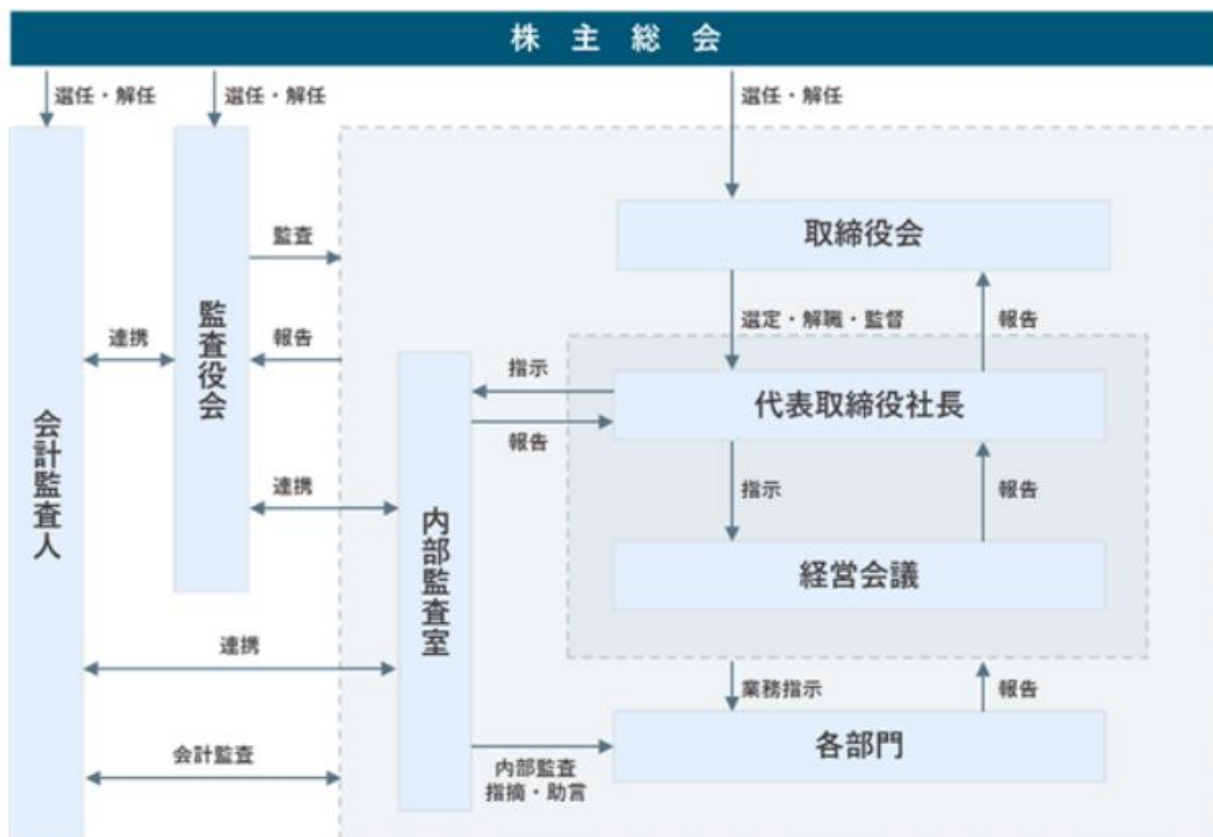 株主総会
選任・解任
選任・解任
選任・解任
取締役会
監査
選定・解職・監督
報告
監査役会
連携
報告
指示
代表取締役社長
報告
会計監査人
連携
指示
報告
内部監査室
経営会議
連携
業務指示
報告
各部門
会計監査
内部監査
指摘・助言